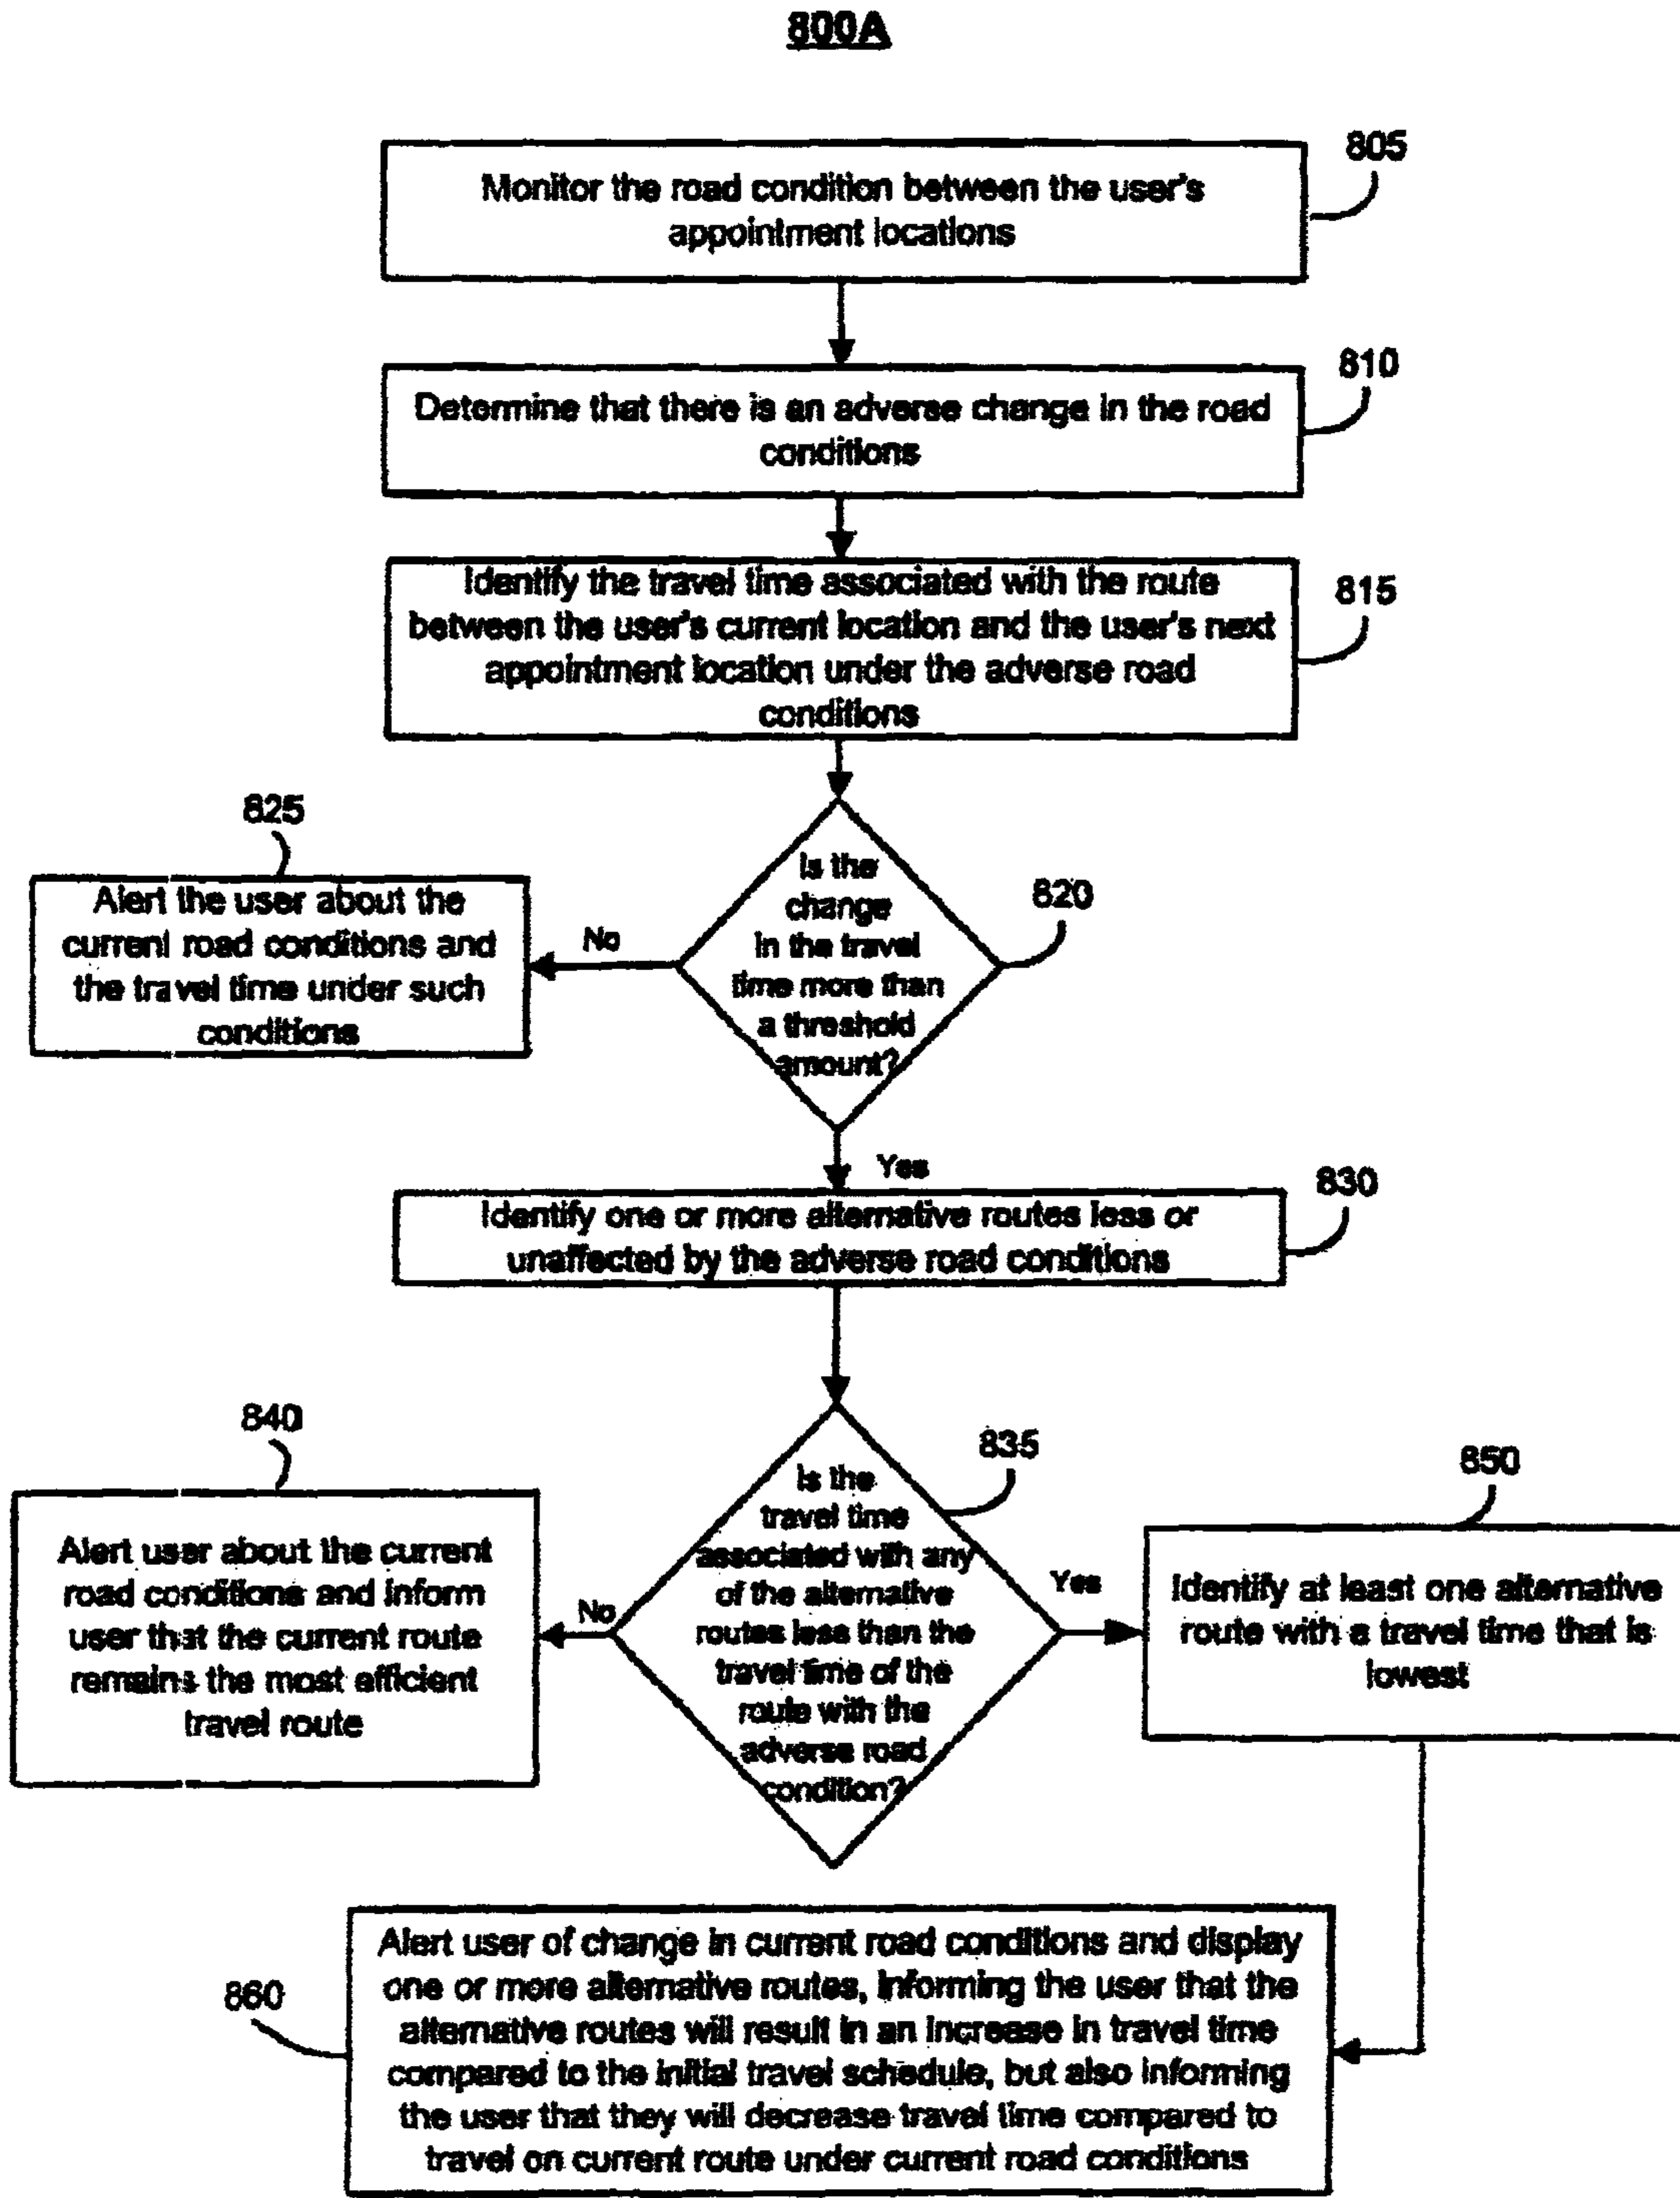 800A
805
Monitor the road condition between the user's
appointment locations
810
Determine that there is an adverse change in the road
conditions
815
Identify the travel time associated with the route
between the user's current location and the user's next
appointment location under the adverse road
conditions
825
Alert the user about the
current road conditions and
the travel time under such
conditions
No
820
Is the
change
in the travel
time more than
a threshold
amount?
Yes
830
Identify one or more alternative routes less or
unaffected by the adverse road conditions
840
Alert user about the current
road conditions and inform
user that the current route
remains the most efficient
travel route
No
835
Is the
travel time
associated with any
of the alternative
routes less than the
travel time of the
route with the
adverse road
condition?
Yes
850
Identify at least one alternative
route with a travel time that is
lowest
860
Alert user of change in current road conditions and display
one or more alternative routes, informing the user that the
alternative routes will result in an increase in travel time
compared to the initial travel schedule, but also informing
the user that they will decrease travel time compared to
travel on current route under current road conditions